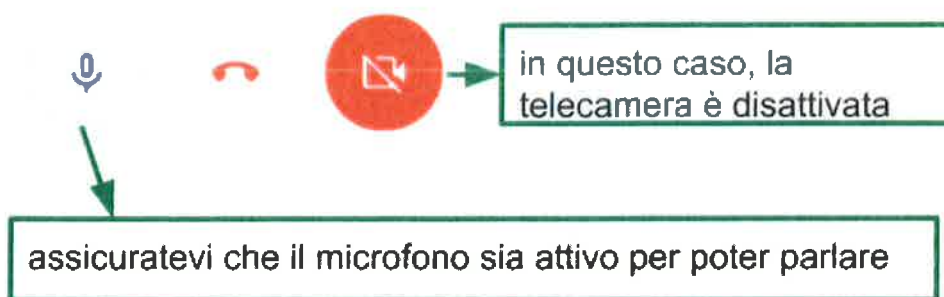 in questo caso, la
telecamera è disattivata
assicuratevi che il microfono sia attivo per poter parlare